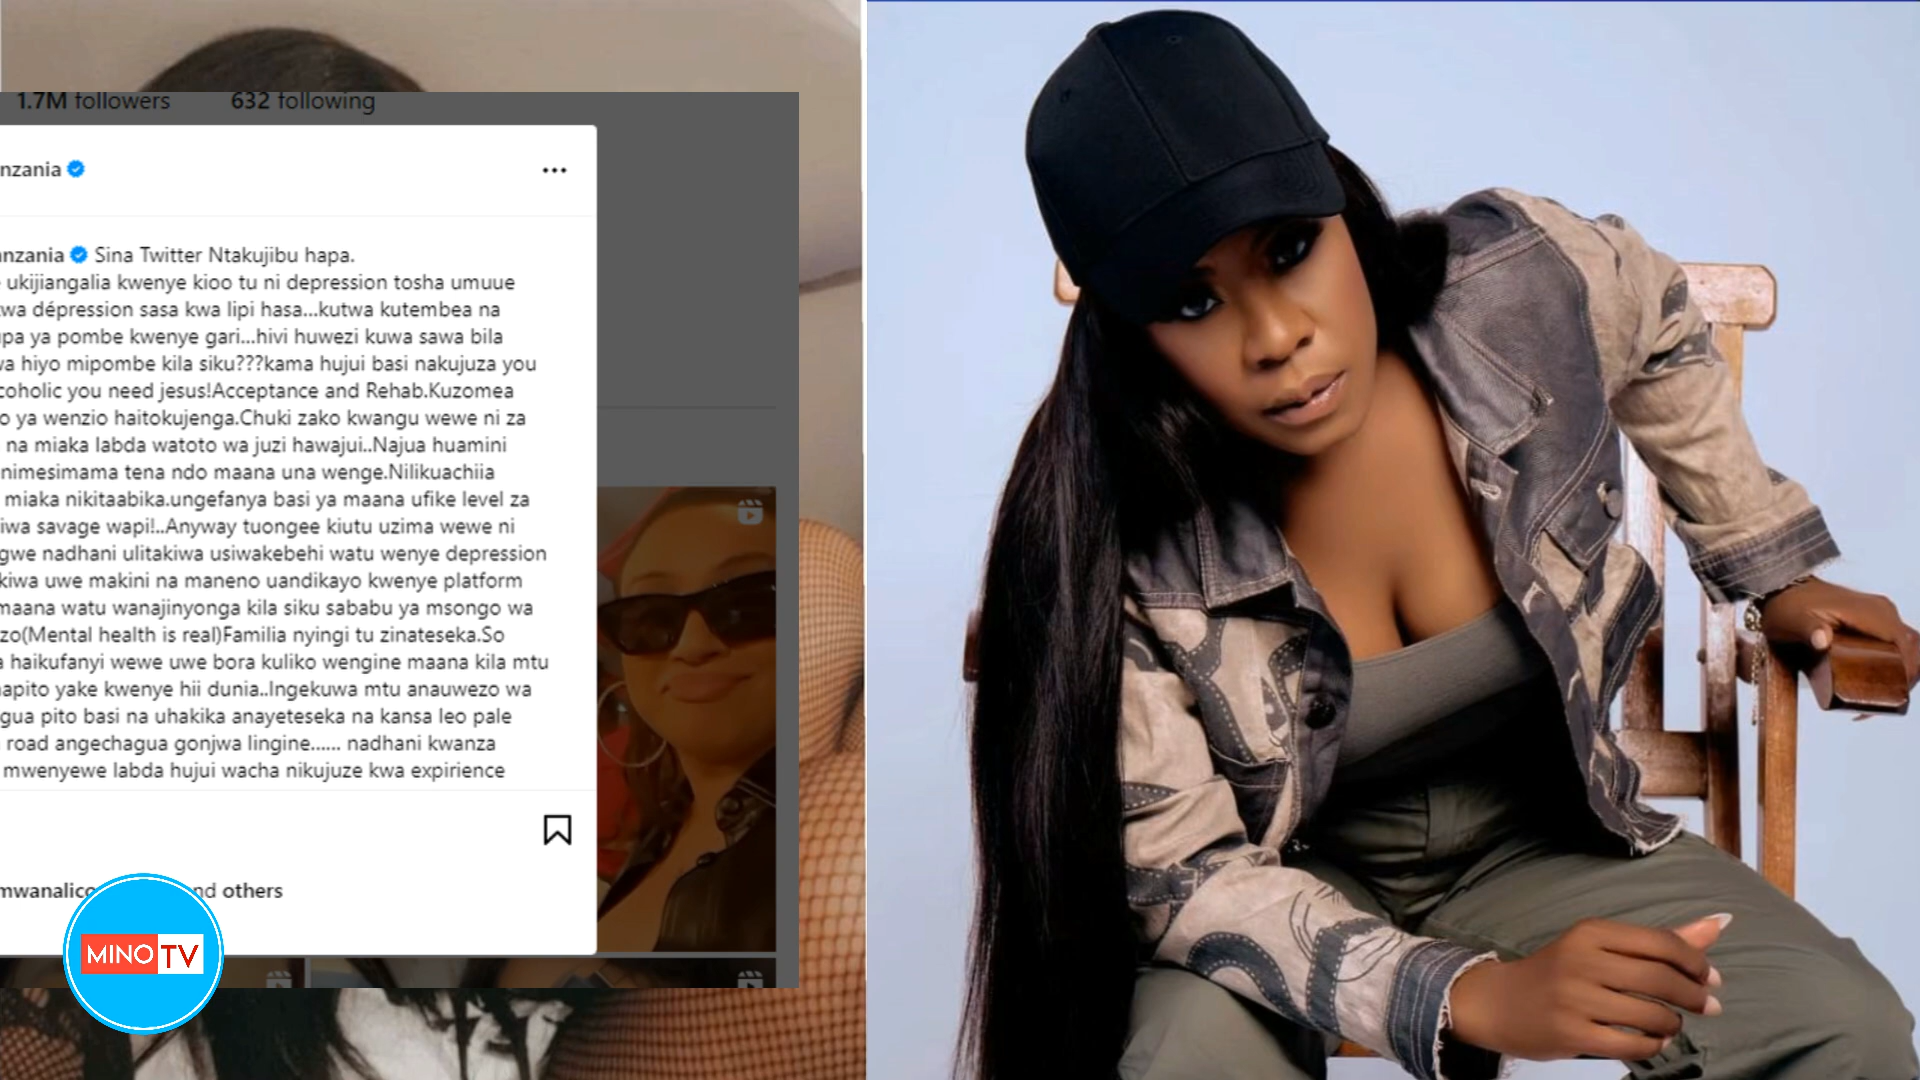 1.7M followers 632 following
nzania
anzania Sina Twitter Ntakujibu hapa.
ukijiangalia kwenye kioo tu ni depression tosha umuue
wa dépression sasa kwa lipi hasa...kutwa kutembea na
pa ya pombe kwenye gari...hivi huwezi kuwa sawa bila
va hiyo mipombe kila siku???kama hujui basi nakujuza you
coholic you need jesus!Acceptance and Rehab.Kuzomea
o ya wenzio haitokujenga.Chuki zako kwangu wewe ni za
na miaka labda watoto wa juzi hawajui..Najua huamini
nimesimama tena ndo maana una wenge.Nilikuachiia
miaka nikitaabika.ungefanya basi ya maana ufike level za
iwa savage wapi!..Anyway tuongee kiutu uzima wewe ni
gwe nadhani ulitakiwa usiwakebehi watu wenye depression
kiwa uwe makini na maneno uandikayo kwenye platform
maana watu wanajinyonga kila siku sababu ya msongo wa
zo(Mental health is real)Familia nyingi tu zinateseka.So
a haikufanyi wewe uwe bora kuliko wengine maana kila mtu
apito yake kwenye hii dunia..Ingekuwa mtu anauwezo wa
gua pito basi na uhakika anayeteseka na kansa leo pale
road angechagua gonjwa lingine...... nadhani kwanza
mwenyewe labda hujui wacha nikujuze kwa expirience
mwanalico nd others
MINO TV